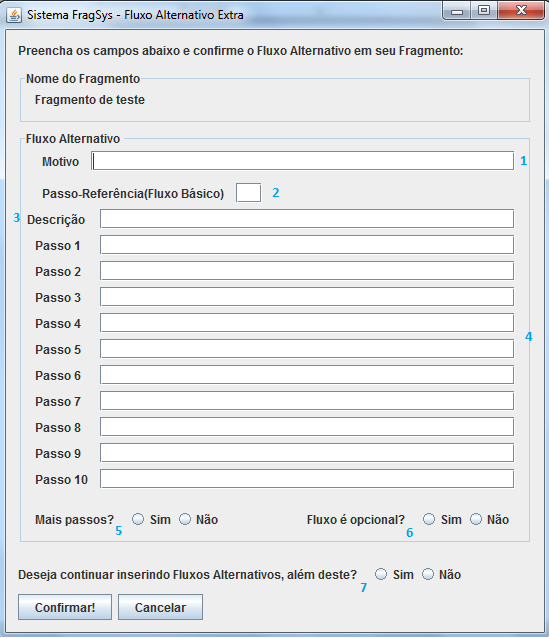 Sistema FragSys - Fluxo Alternativo Extra
Preencha os campos abaixo e confirme o Fluxo Alternativo em seu Fragmento:
Nome do Fragmento
Fragmento de teste
Fluxo Alternativo
Motivo 1
Passo-Referência(Fluxo Básico) 2
3 Descrição
Passo 1
Passo 2
Passo 3
Passo 4
4
Passo 5
Passo 6
Passo 7
Passo 8
Passo 9
Passo 10
Mais passos? Sim Não Fluxo é opcional? Sim Não
5 6
Deseja continuar inserindo Fluxos Alternativos, além deste? Sim Não
7
Confirmar! Cancelar